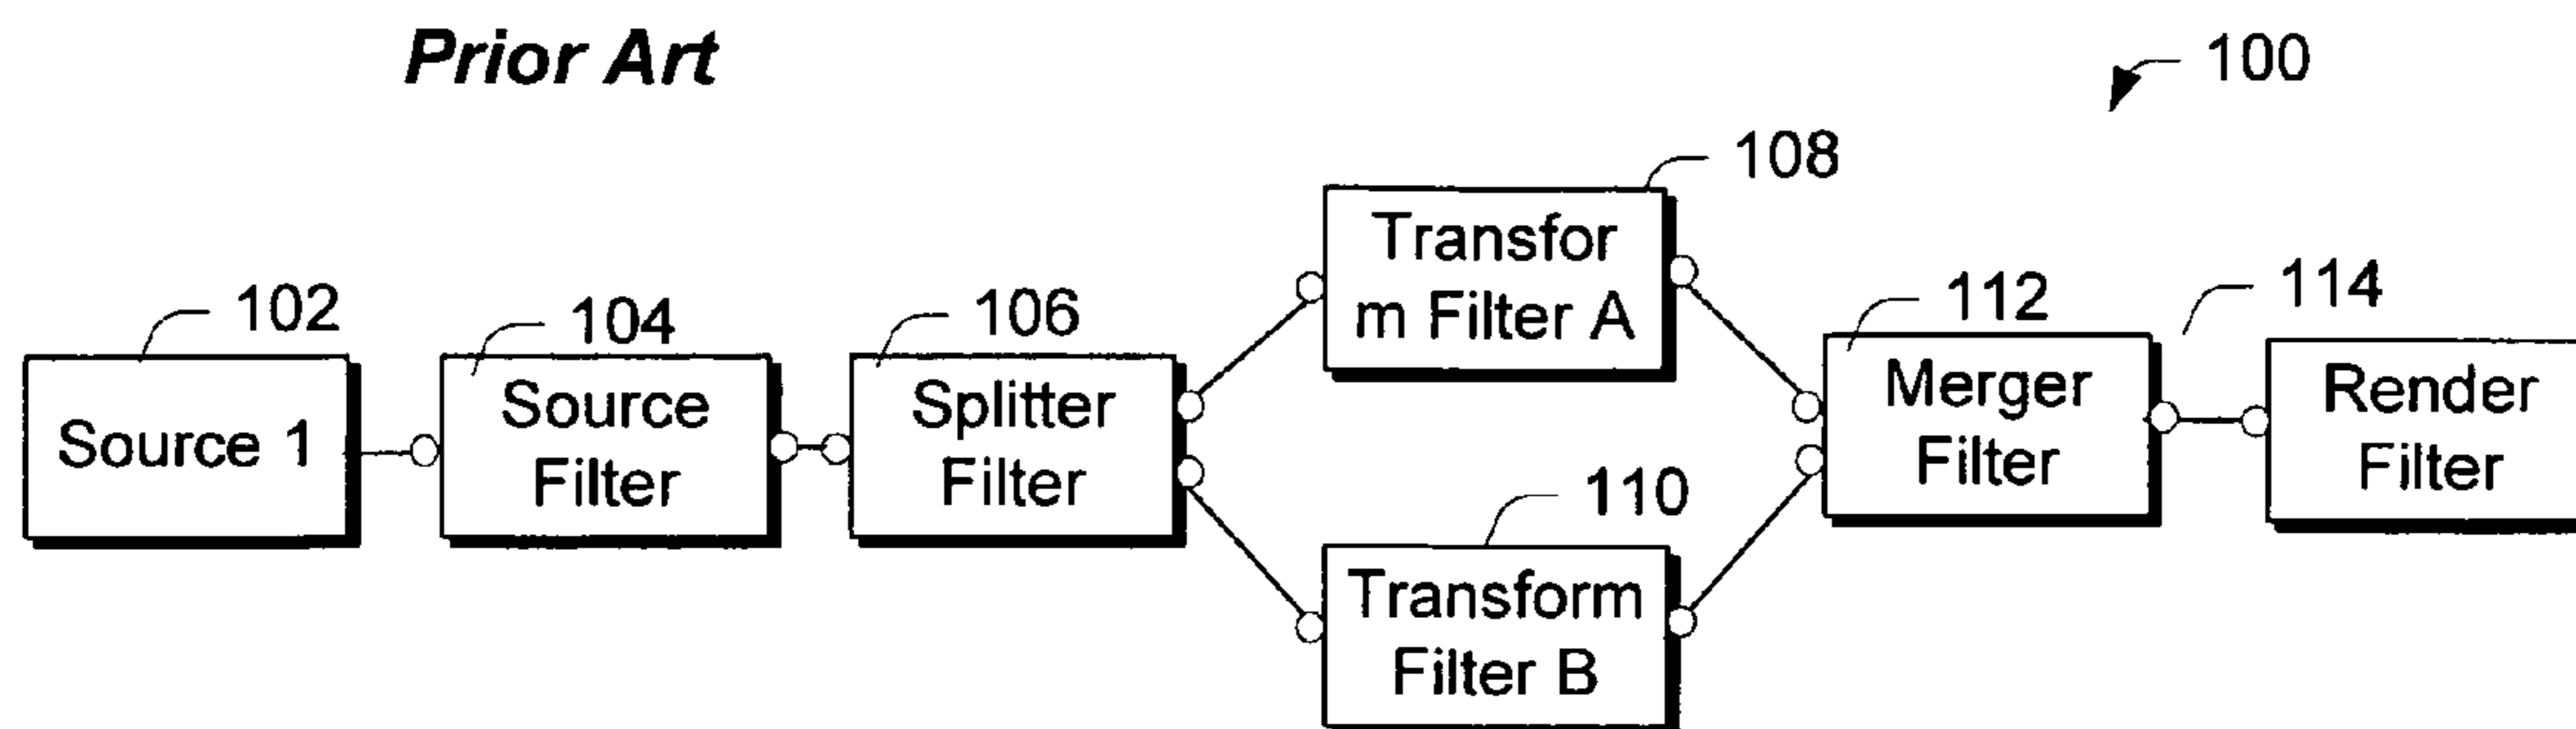 Prior Art
100
108
Transfor
m Filter A
102
104
106
112
114
Source 1
Source
Filter
Splitter
Filter
Merger
Filter
Render
Filter
110
Transform
Filter B